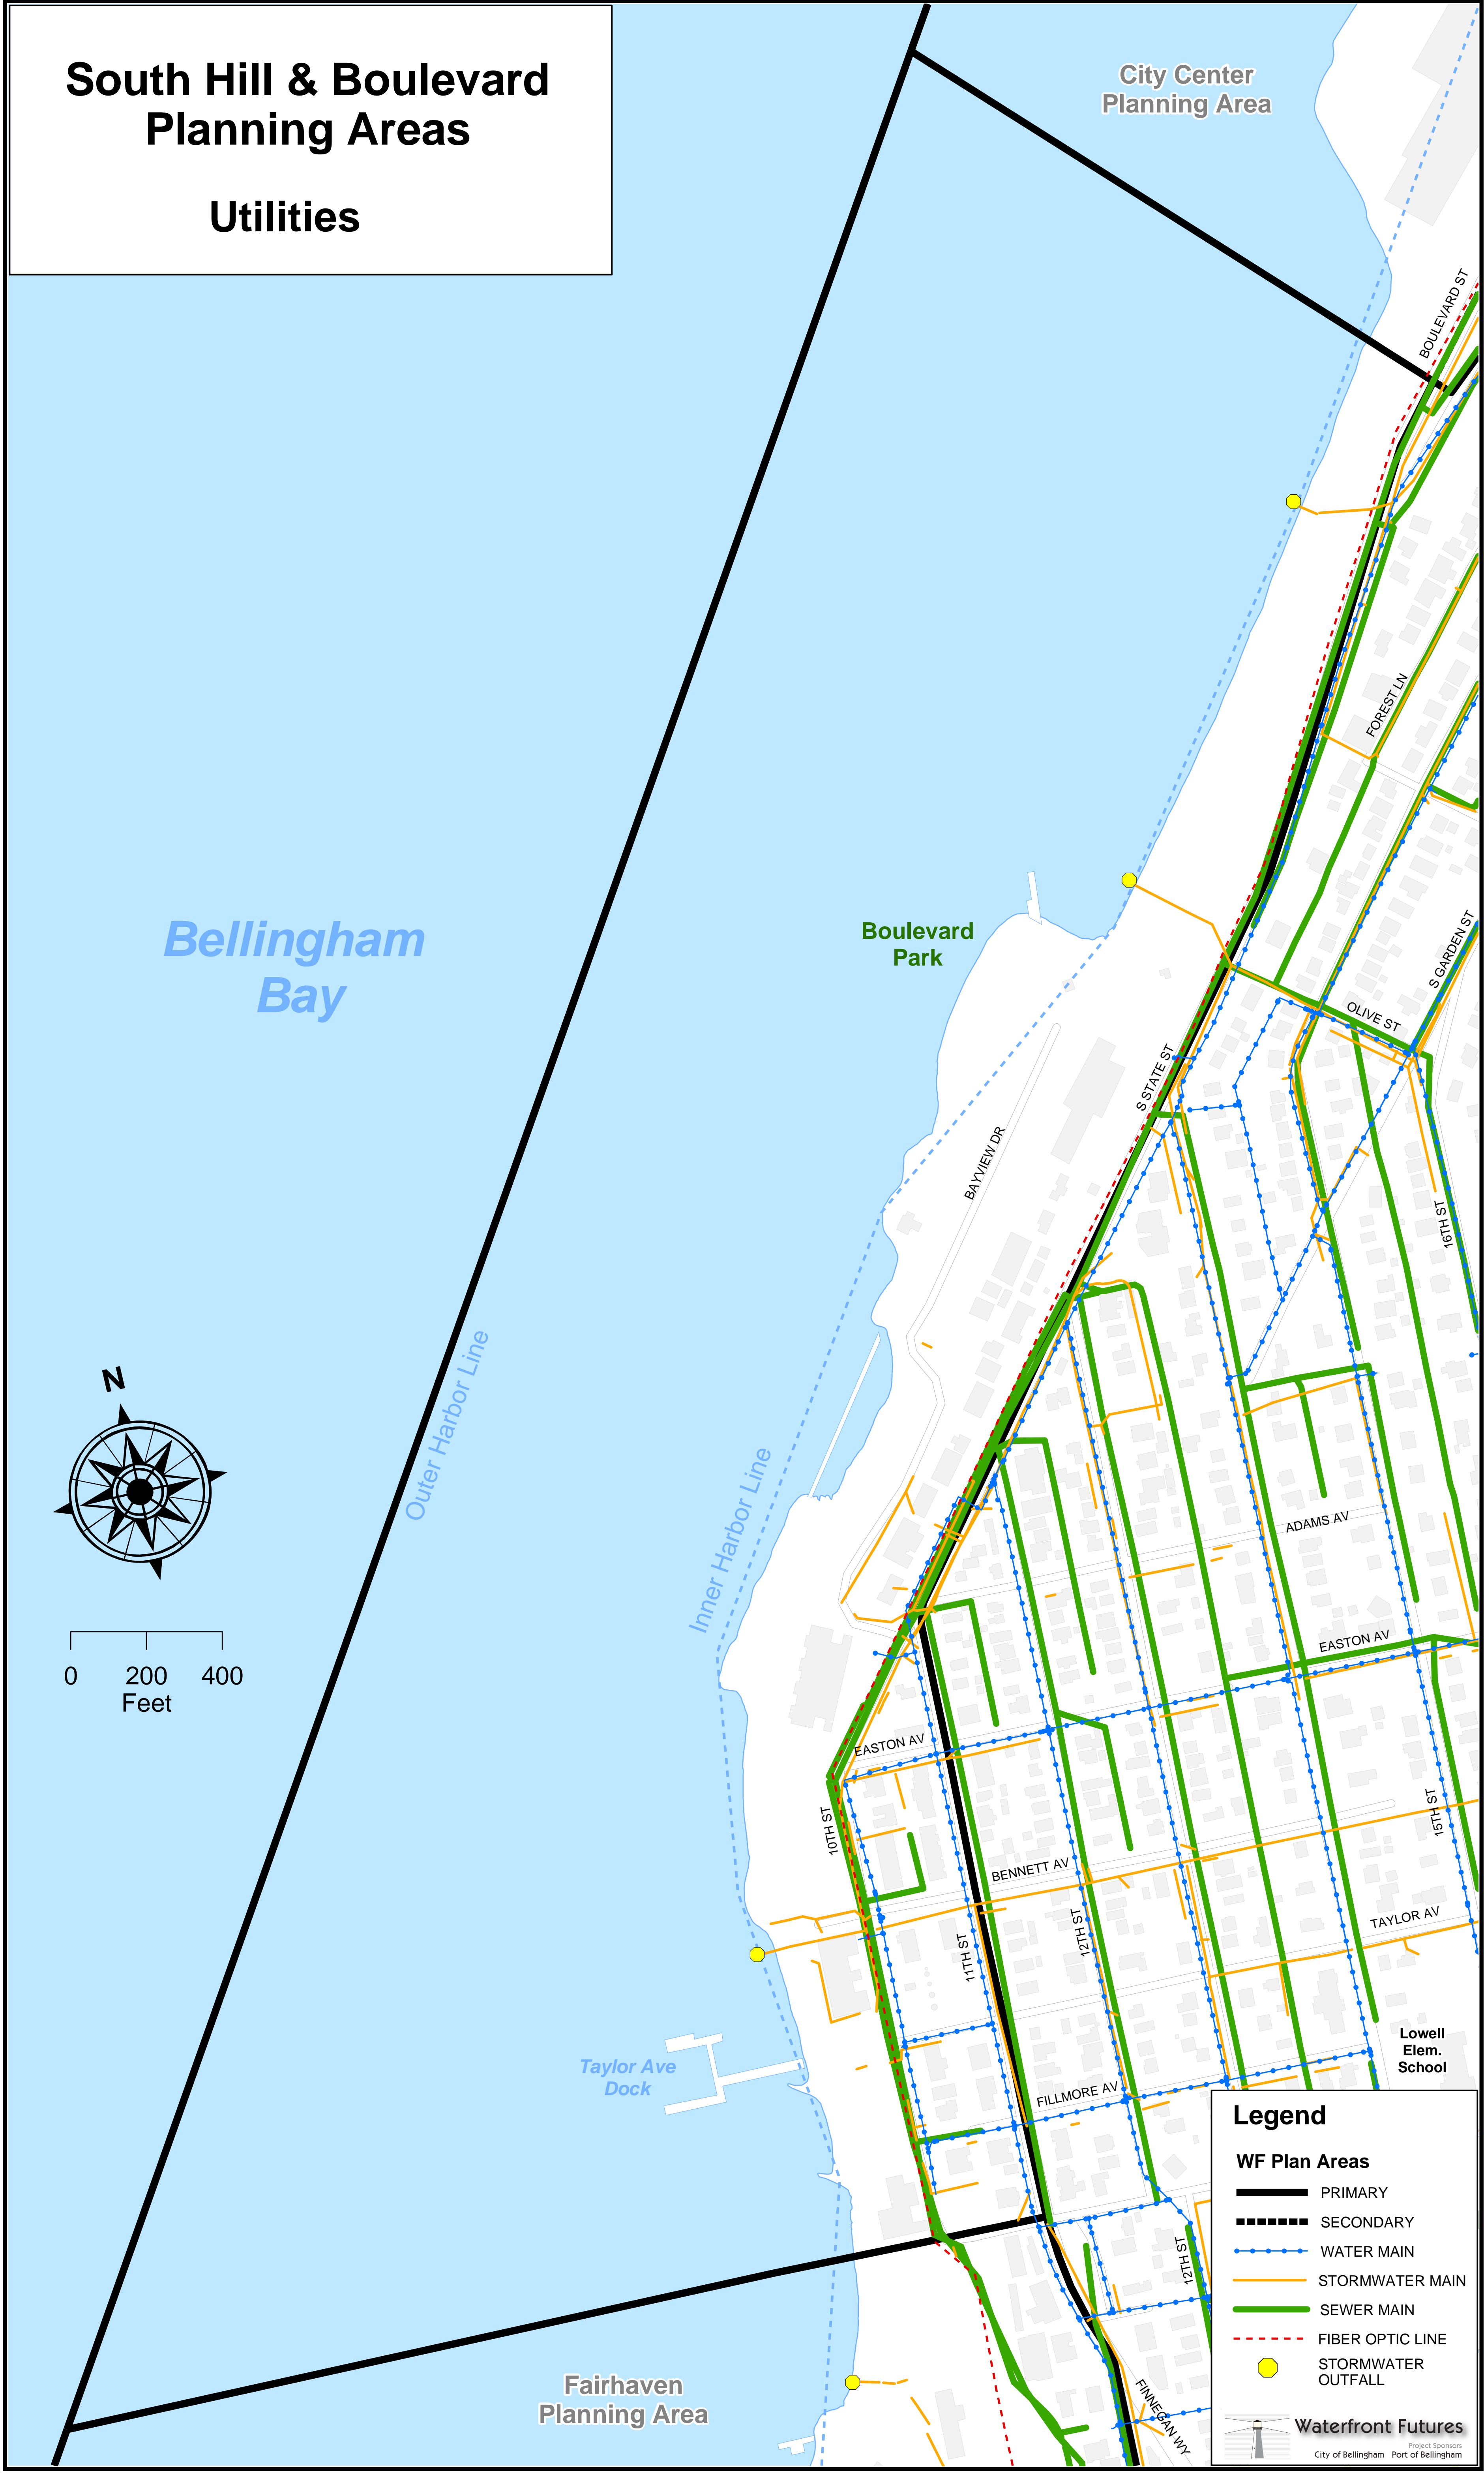 South Hill & Boulevard
Planning Areas
Utilities
City Center
Planning Area
BOULEVARD ST
FOREST LN
Boulevard
Park
S GARDEN ST
OLIVE ST
Bellingham
Bay
S STATE ST
BAYVIEW DR
16TH ST
Outer Harbor Line
Inner Harbor Line
N
0 200 400
Feet
ADAMS AV
EASTON AV
EASTON AV
10TH ST
15TH ST
BENNETT AV
TAYLOR AV
11TH ST
12TH ST
Lowell
Elem.
School
Taylor Ave
Dock
FILLMORE AV
12TH ST
FINNEGAN WY
Fairhaven
Planning Area
Legend
WF Plan Areas
PRIMARY
SECONDARY
WATER MAIN
STORMWATER MAIN
SEWER MAIN
FIBER OPTIC LINE
STORMWATER
OUTFALL
Waterfront Futures
Project Sponsors
City of Bellingham Port of Bellingham